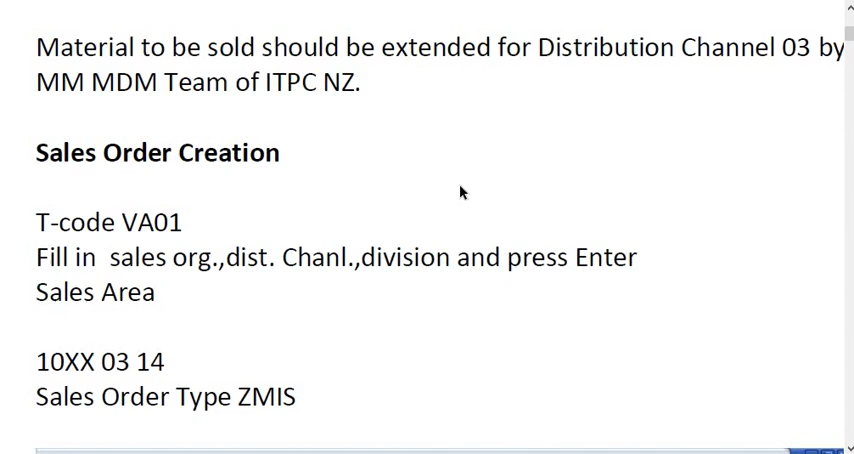 Material to be sold should be extended for Distribution Channel 03 by
MM MDM Team of ITPC NZ.
Sales Order Creation
T-code VA01
Fill in  sales org.,dist. Chanl.,division and press Enter
Sales Area
10XX 03 14
Sales Order Type ZMIS